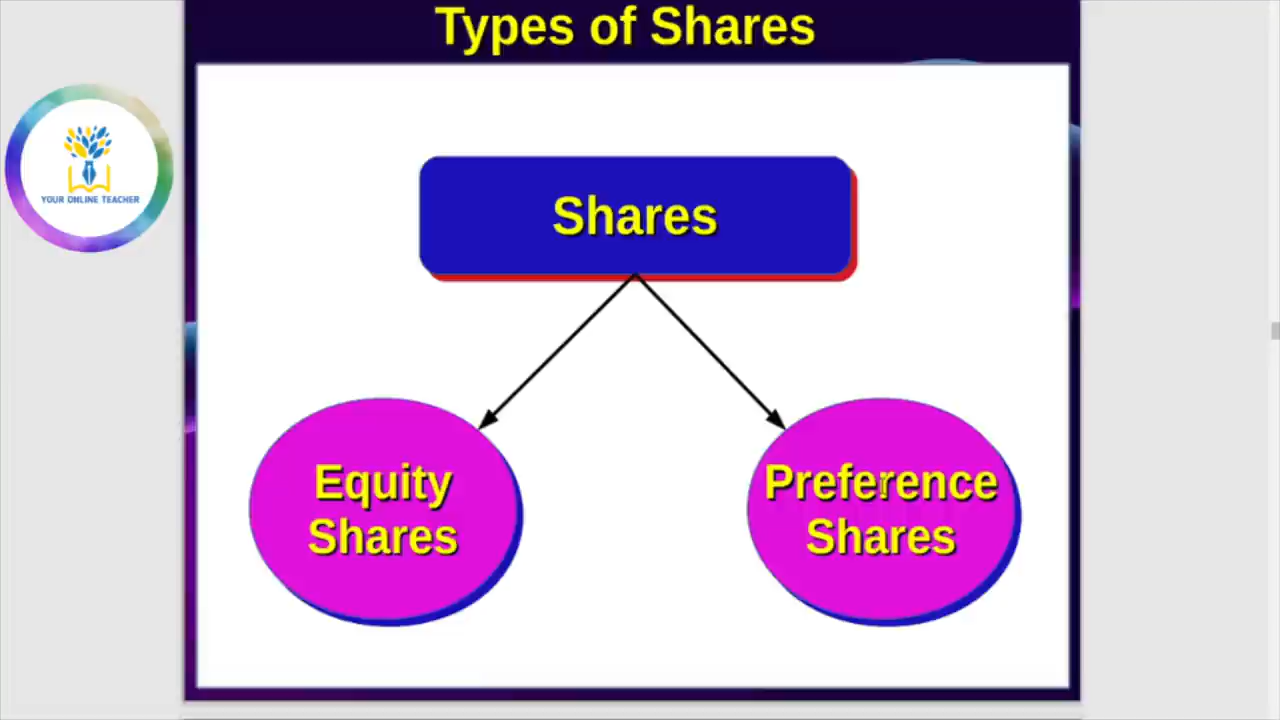 Types of Shares
YOUR ONLINE TEACHER
Shares
Equity
Shares
Preference
Shares